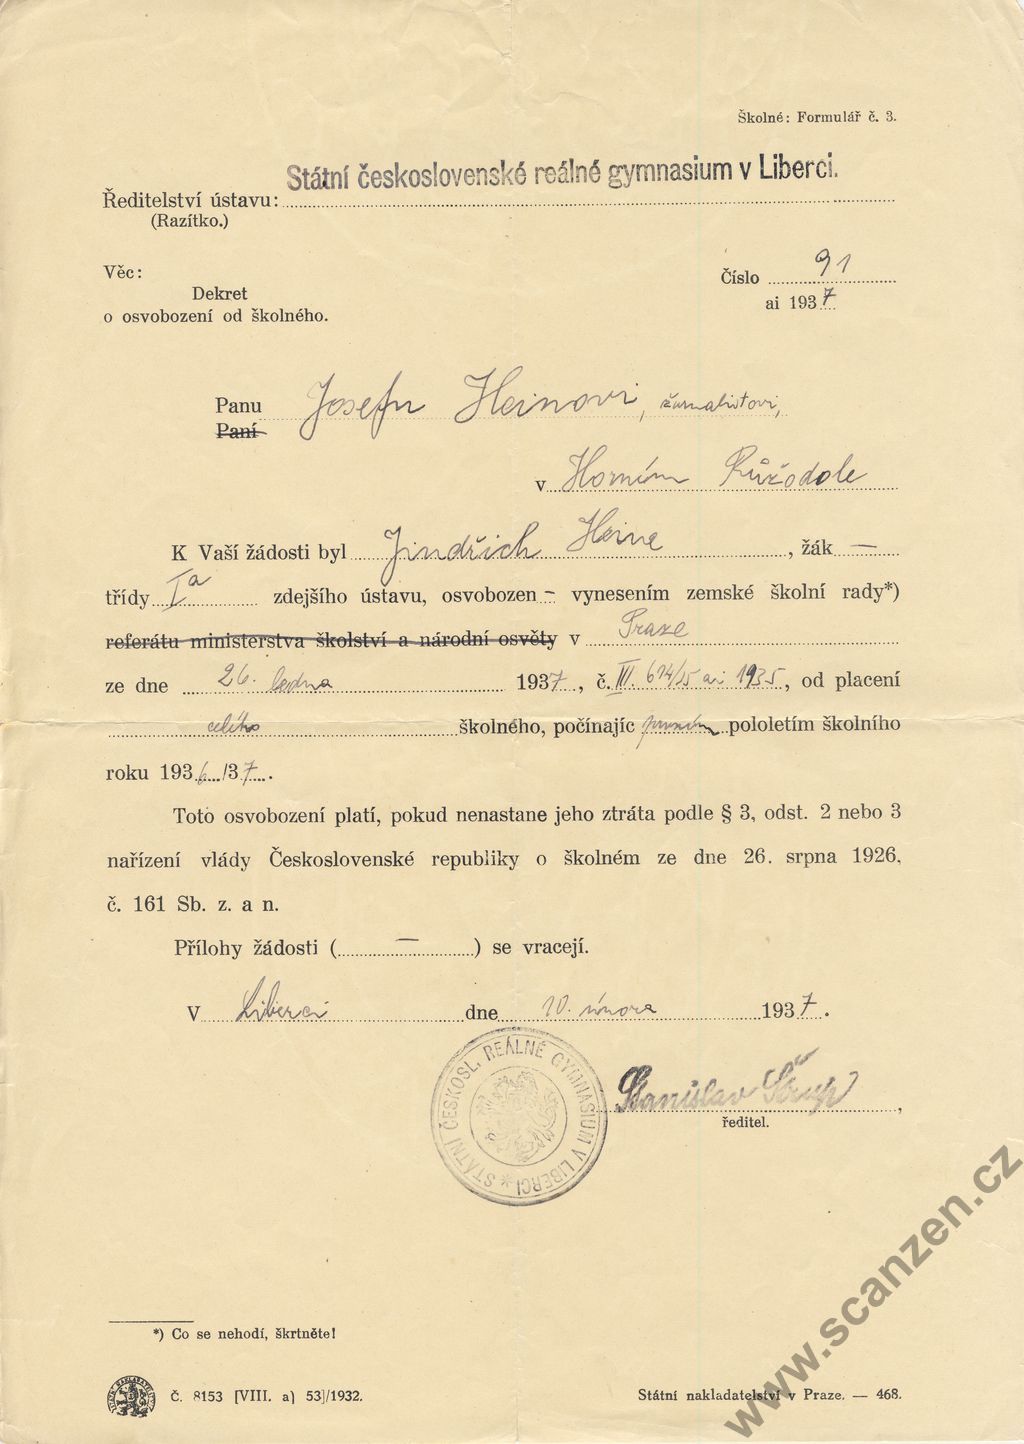 Školné: Formulář č. 3.
Státní československé reálné gymnasium v Liberci.
Ředitelství ústavu:
(Razítko.)
Věc:
Číslo 91
Dekret
ai 1937
o osvobození od školného.
Panu Josefu Heinovi, žurnalistovi,
Paní
v Horním Růžodole
K Vaší žádosti byl Jindřich Heine, žák —
třídy Ia zdejšího ústavu, osvobozen – vynesením zemské školní rady*)
referátu ministerstva školství a národní osvěty v Praze
ze dne 26. ledna 1937, č. III. 614/15 ai 1935, od placení
celého školného, počínajíc prvním pololetím školního
roku 1936/37.
Toto osvobození platí, pokud nenastane jeho ztráta podle § 3, odst. 2 nebo 3
nařízení vlády Československé republiky o školném ze dne 26. srpna 1926,
č. 161 Sb. z. a n.
Přílohy žádosti ( — ) se vracejí.
V Liberci dne 10. února 1937.
STÁTNÍ ČESKOSL. REÁLNÉ GYMNASIUM V LIBERCI *
Stanislav
ředitel.
*) Co se nehodí, škrtněte!
Č. 8153 [VIII. a) 53]/1932.
Státní nakladatelství v Praze. — 468.
www.scanzen.cz